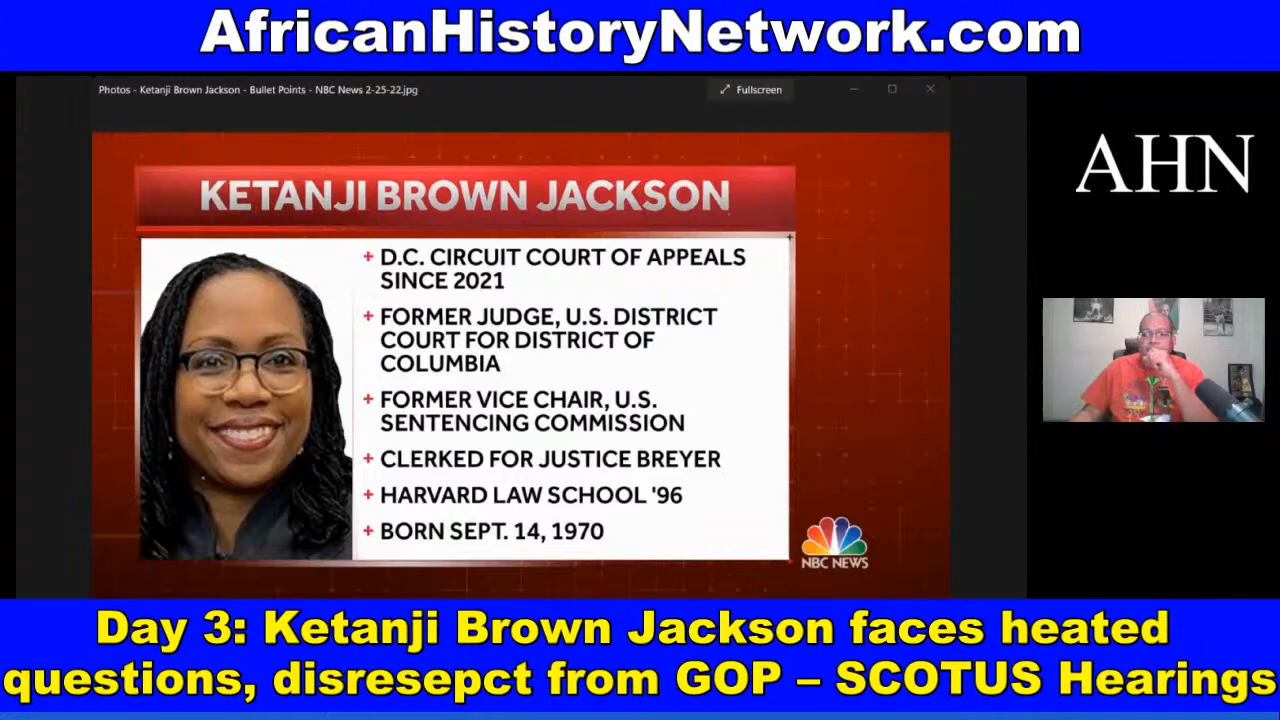 AfricanHistoryNetwork.com
Photos - Ketanji Brown Jackson - Bullet Points - NBC News 2-25-22.jpg
Fullscreen
AHN
KETANJI BROWN JACKSON
+ D.C. CIRCUIT COURT OF APPEALS
SINCE 2021
+ FORMER JUDGE, U.S. DISTRICT
COURT FOR DISTRICT OF
COLUMBIA
+ FORMER VICE CHAIR, U.S.
SENTENCING COMMISSION
+ CLERKED FOR JUSTICE BREYER
+ HARVARD LAW SCHOOL '96
+ BORN SEPT. 14, 1970
NBC NEWS
Day 3: Ketanji Brown Jackson faces heated
questions, disresepct from GOP – SCOTUS Hearings